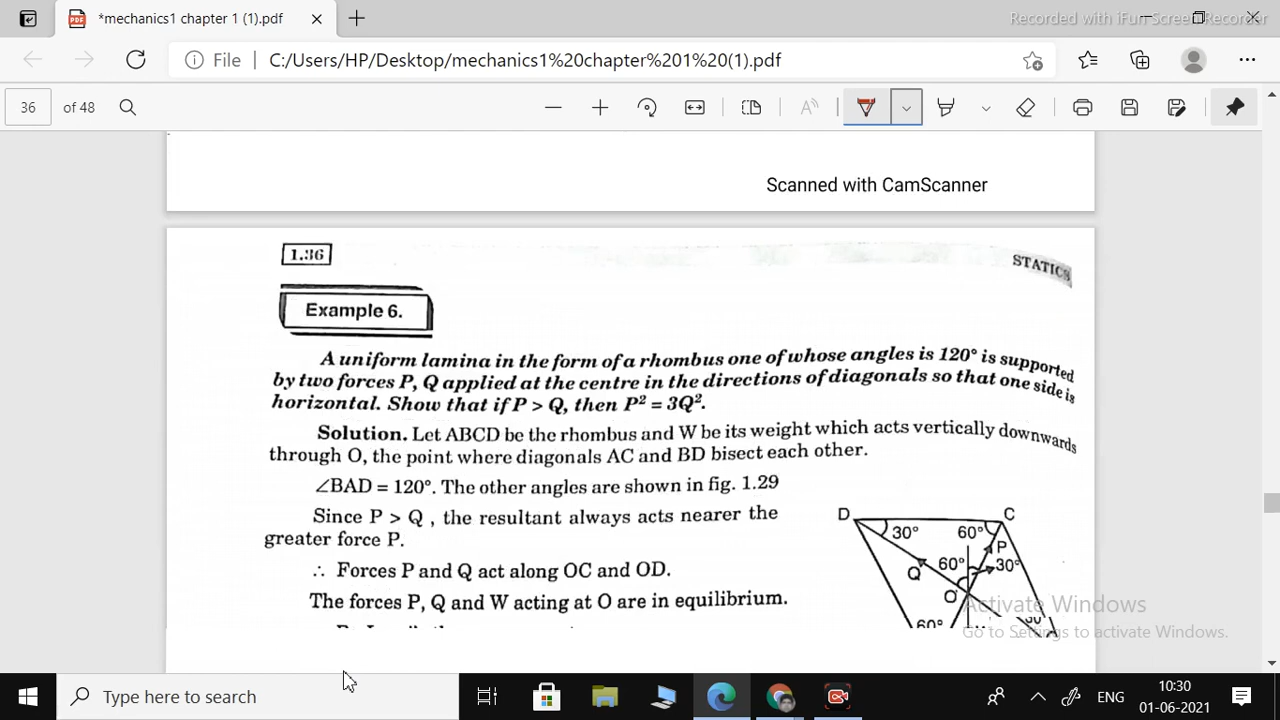 *mechanics1 chapter 1 (1).pdf
Recorded with iFun Screen Recorder
File C:/Users/HP/Desktop/mechanics1%20chapter%201%20(1).pdf
36 of 48
Scanned with CamScanner
1.36
STATICS
Example 6.
A uniform lamina in the form of a rhombus one of whose angles is 120° is supported
by two forces P, Q applied at the centre in the directions of diagonals so that one side is
horizontal. Show that if P > Q, then P² = 3Q².
Solution. Let ABCD be the rhombus and W be its weight which acts vertically downwards
through O, the point where diagonals AC and BD bisect each other.
∠BAD = 120°. The other angles are shown in fig. 1.29
Since P > Q , the resultant always acts nearer the
greater force P.
∴ Forces P and Q act along OC and OD.
The forces P, Q and W acting at O are in equilibrium.
D C
30° 60°
P
Q 60° 30°
O
60°
Activate Windows
Go to Settings to activate Windows.
Type here to search
ENG
10:30
01-06-2021